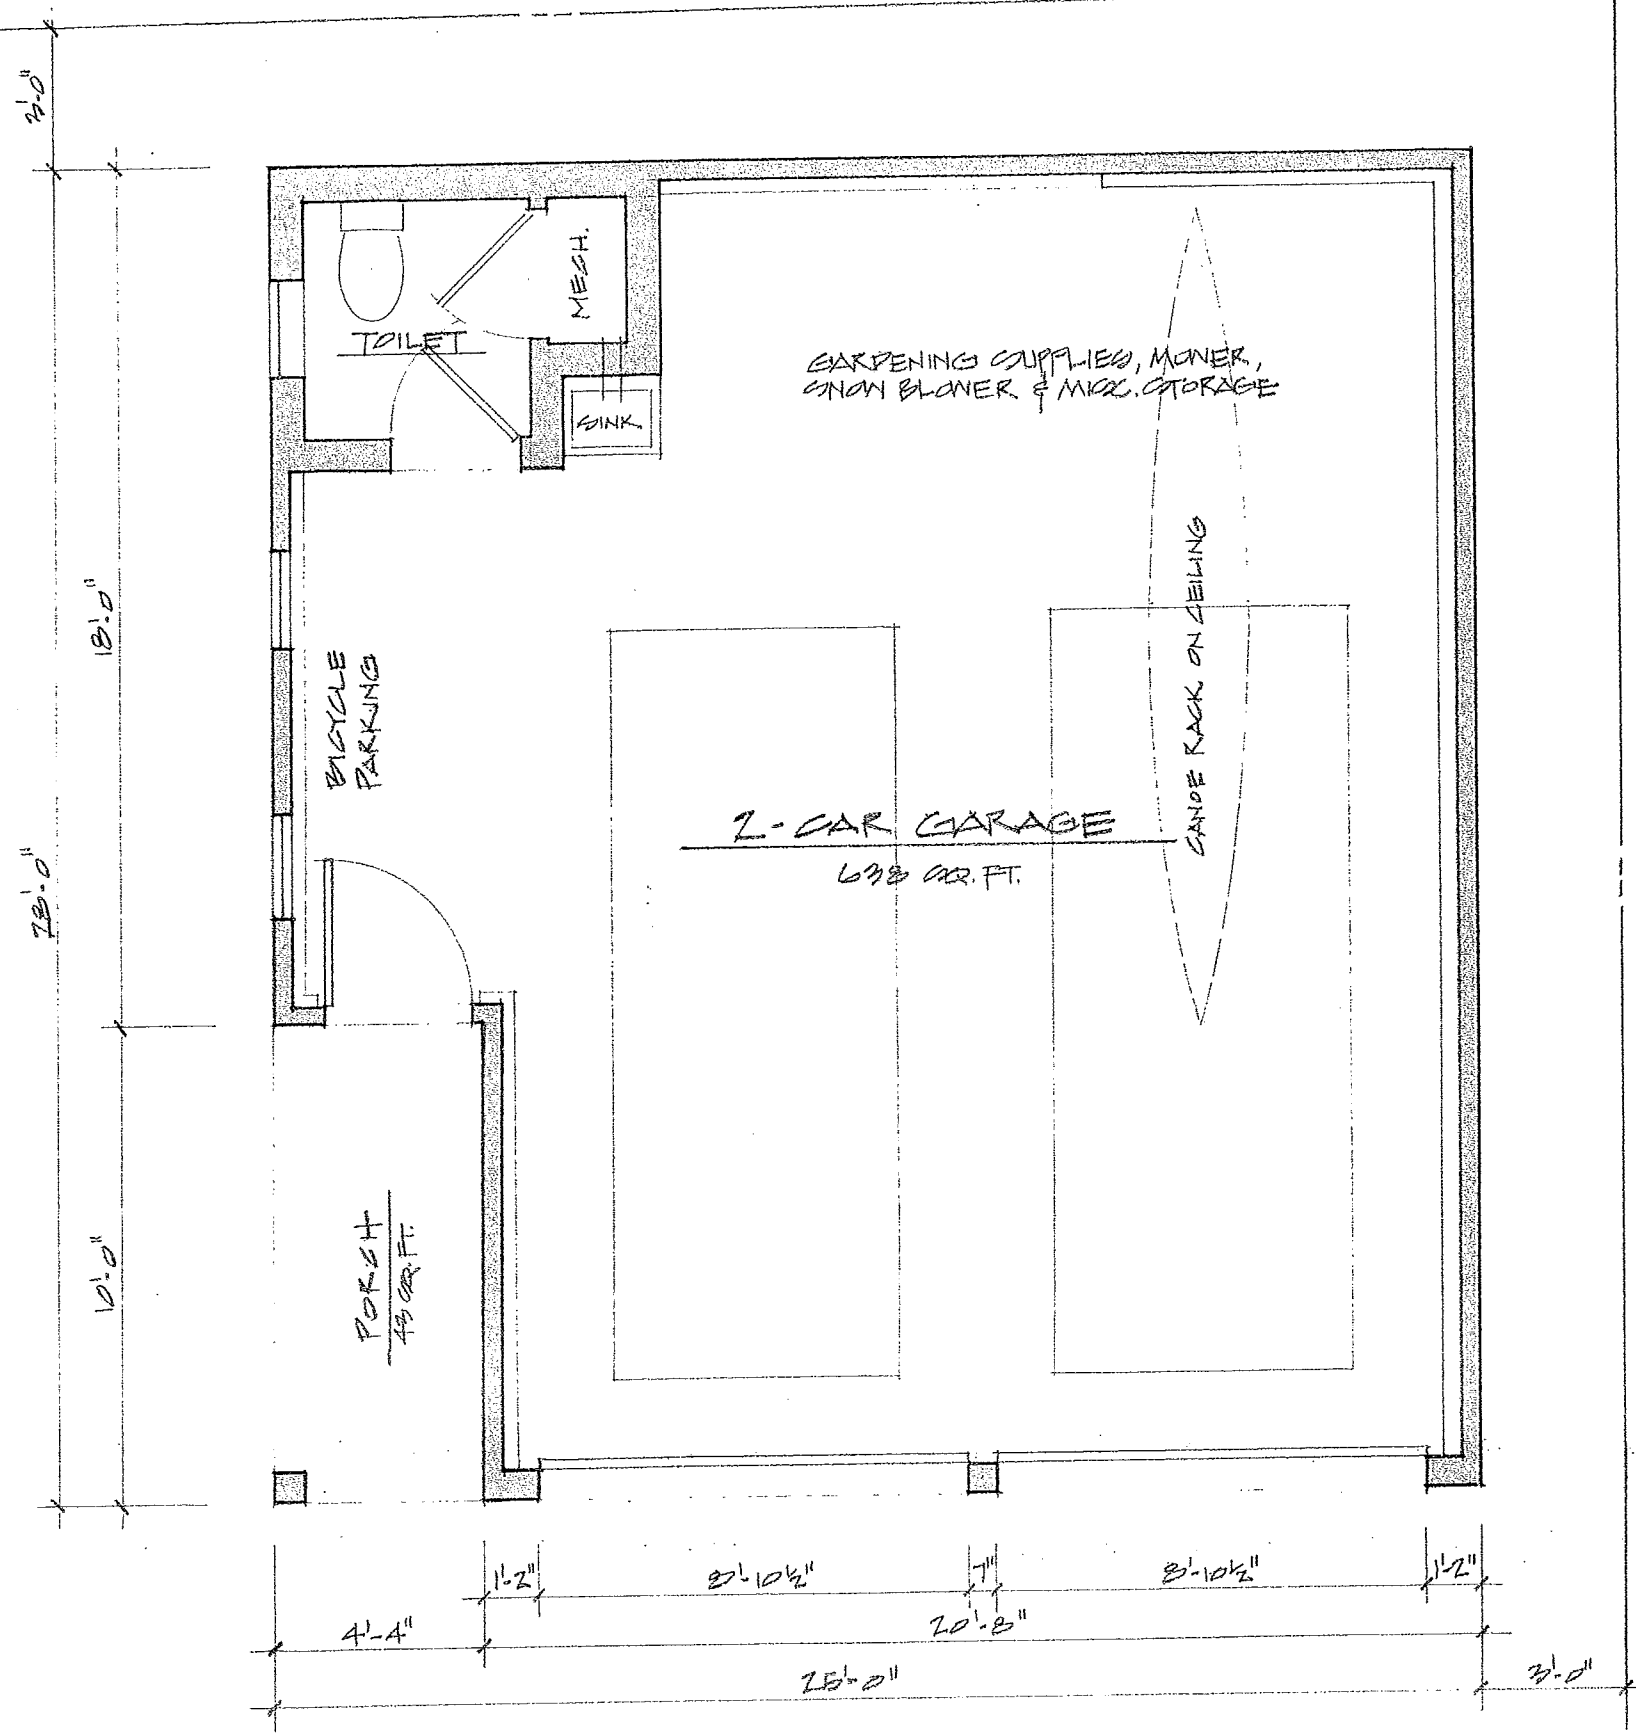 3'-0"
MECH.
TOILET
GARDENING SUPPLIES, MOWER,
SNOW BLOWER & MISC. STORAGE
SINK
18'-0"
BICYCLE
PARKING
CANOE RACK ON CEILING
2-CAR GARAGE
638 SQ. FT.
28'-0"
10'-0"
PORCH
43 SQ. FT.
1'-2"
8'-10½"
7"
8'-10½"
1'-2"
4'-4"
20'-8"
25'-0"
3'-0"